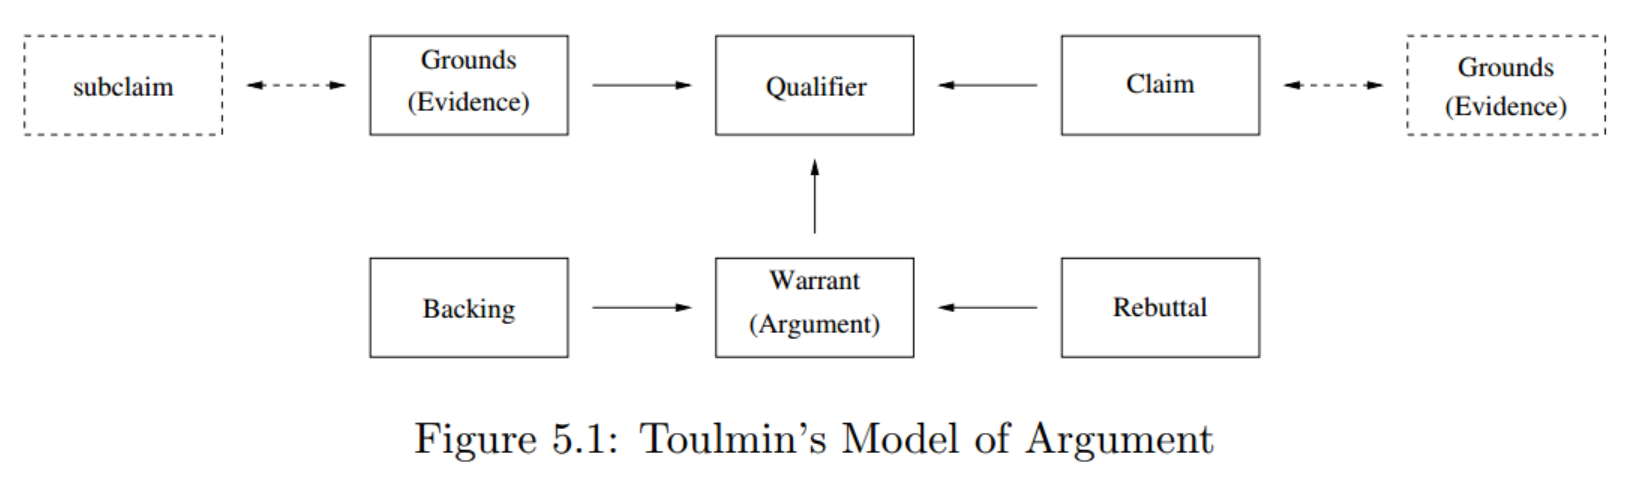 subclaim
Grounds
(Evidence)
Qualifier
Claim
Grounds
(Evidence)
Backing
Warrant
(Argument)
Rebuttal
Figure 5.1: Toulmin's Model of Argument